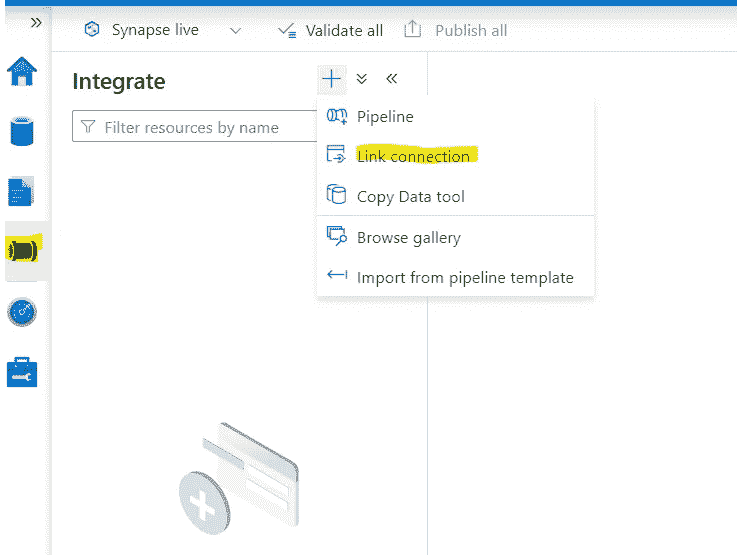 Synapse live
Validate all
Publish all
Integrate
Filter resources by name
Pipeline
Link connection
Copy Data tool
Browse gallery
Import from pipeline template